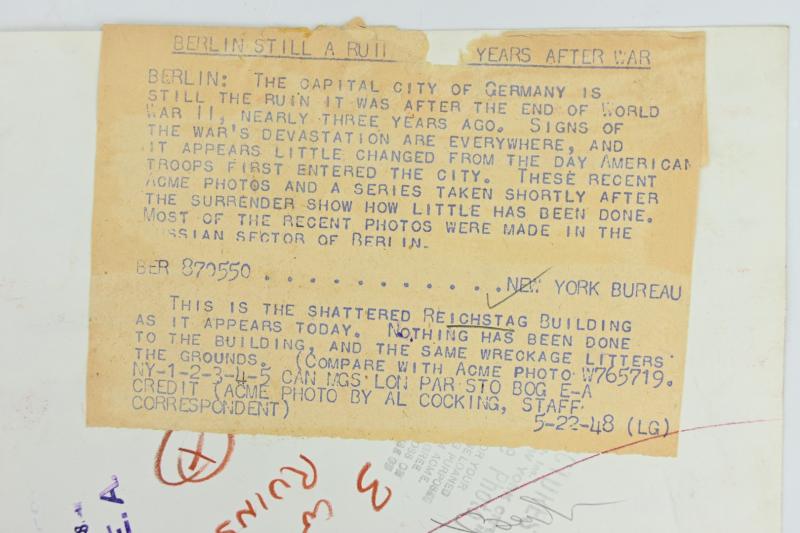 BERLIN STILL A RUI YEARS AFTER WAR
BERLIN: THE CAPITAL CITY OF GERMANY IS
STILL THE RUIN IT WAS AFTER THE END OF WORLD
WAR II, NEARLY THREE YEARS AGO. SIGNS OF
THE WAR'S DEVASTATION ARE EVERYWHERE, AND
IT APPEARS LITTLE CHANGED FROM THE DAY AMERICAN
TROOPS FIRST ENTERED THE CITY. THESE RECENT
ACME PHOTOS AND A SERIES TAKEN SHORTLY AFTER
THE SURRENDER SHOW HOW LITTLE HAS BEEN DONE.
MOST OF THE RECENT PHOTOS WERE MADE IN THE
RUSSIAN SECTOR OF BERLIN.
BER 870550 . . . . . . . . . . . . NEW YORK BUREAU
THIS IS THE SHATTERED REICHSTAG BUILDING
AS IT APPEARS TODAY. NOTHING HAS BEEN DONE
TO THE BUILDING, AND THE SAME WRECKAGE LITTERS
THE GROUNDS. (COMPARE WITH ACME PHOTO W765719.
NY-1-2-3-4-5 CAN MGS LON PAR STO BOG E-A
CREDIT (ACME PHOTO BY AL COCKING, STAFF
CORRESPONDENT) 5-22-48 (LG)
X
3
RUINS
E.A.